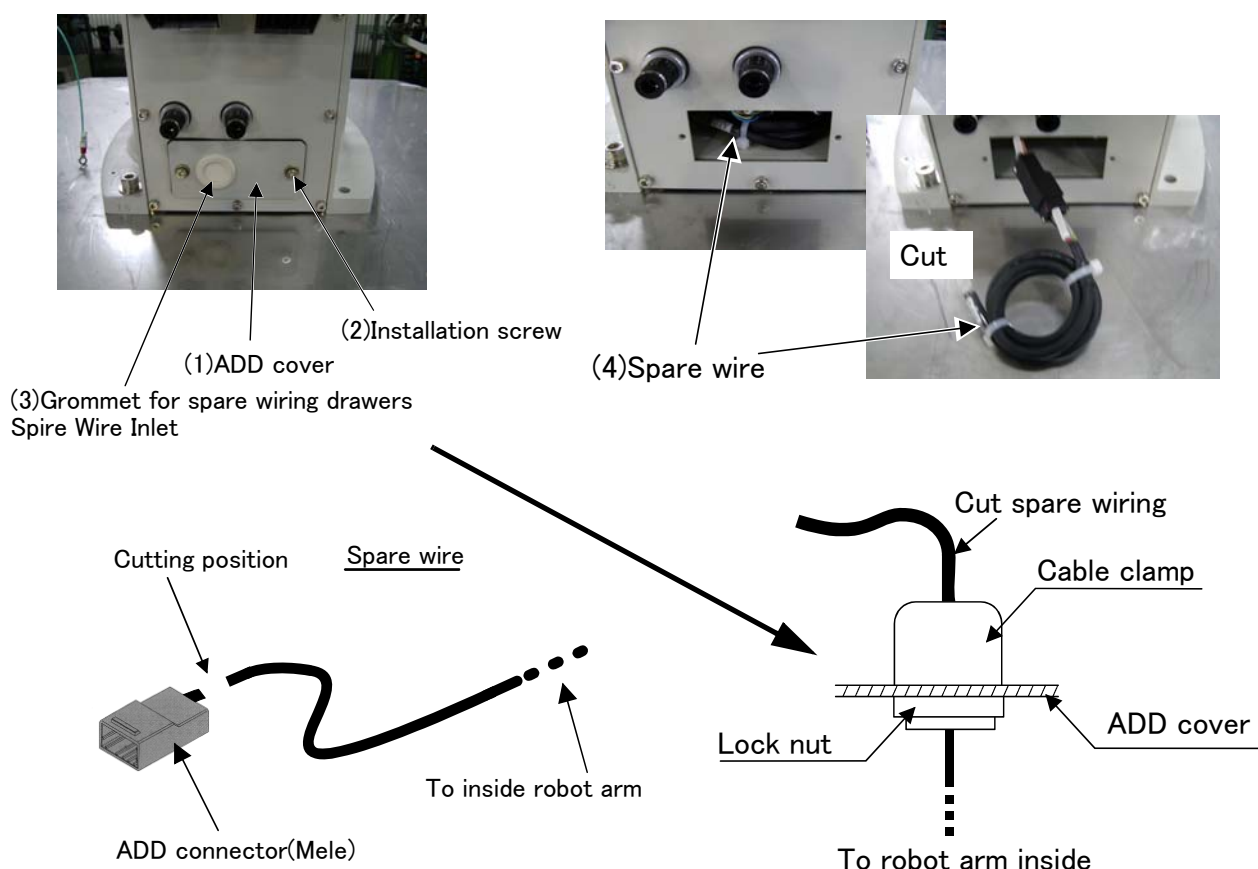 Cut
(2)Installation screw
(1)ADD cover
(4)Spare wire
(3)Grommet for spare wiring drawers
Spire Wire Inlet
Cut spare wiring
Cutting position
Spare wire
Cable clamp
Lock nut
ADD cover
To inside robot arm
ADD connector(Mele)
To robot arm inside